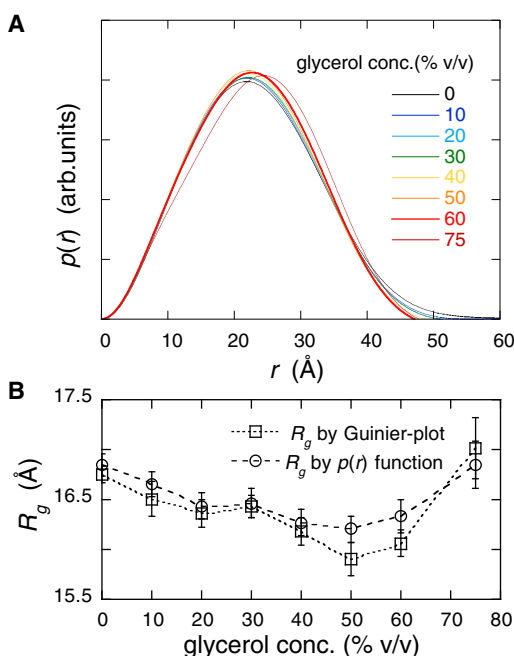 A
glycerol conc.(% v/v)
0
10
20
30
40
50
60
75
p(r) (arb.units)
0 10 20 30 40 50 60
r (Å)
B
17.5
16.5
15.5
Rg by Guinier-plot
Rg by p(r) function
Rg (Å)
0 10 20 30 40 50 60 70 80
glycerol conc. (% v/v)